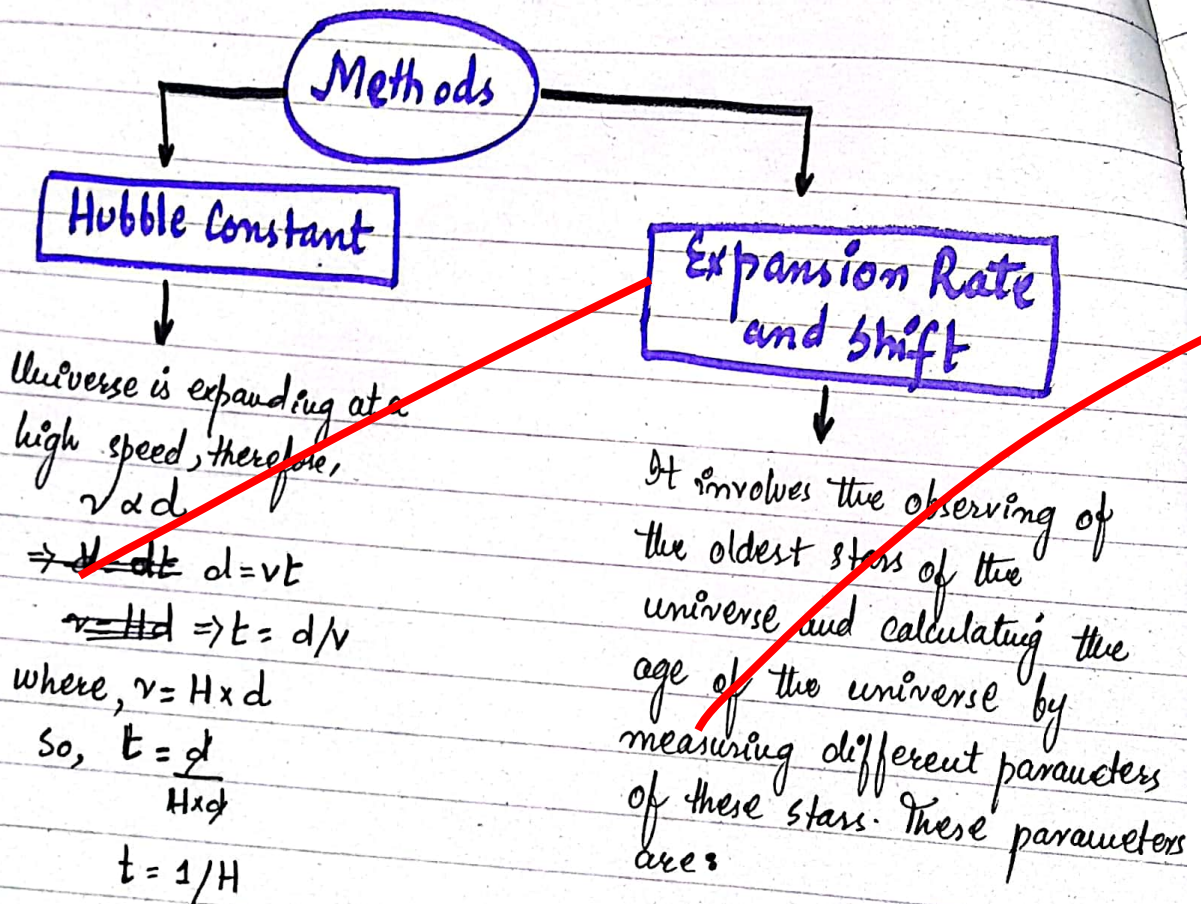 Methods
Hubble Constant
Universe is expanding at a
high speed, therefore,
v α d
⇒ d = vt
⇒ t = d/v
where, v = H x d
So, t = d
H x d
t = 1/H
Expansion Rate
and Shift
It involves the observing of
the oldest stars of the
universe and calculating the
age of the universe by
measuring different parameters
of these stars. These parameters
are: